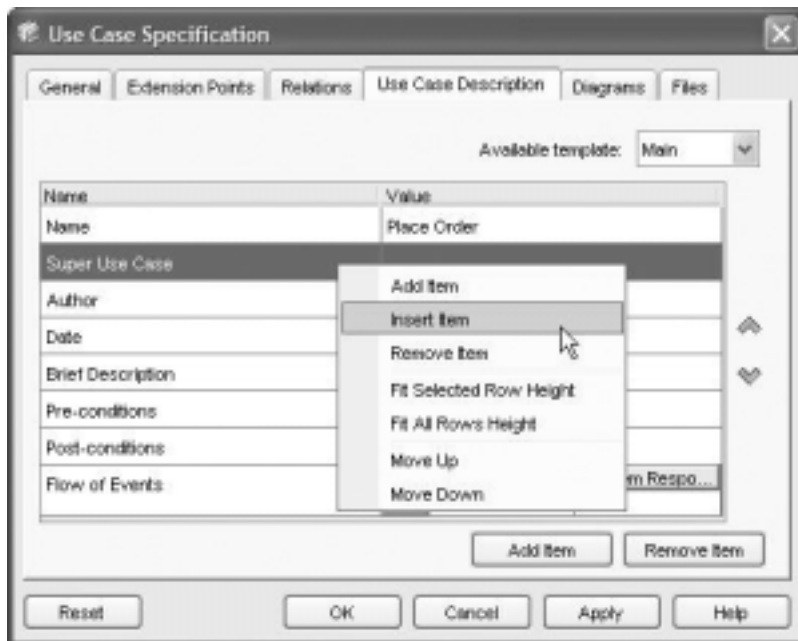 Use Case Specification
General Extension Points Relations Use Case Description Diagrams Files
Available template: Main
Name Value
Name Place Order
Super Use Case
Add Item
Author
Insert Item
Date
Remove Item
Brief Description
Fit Selected Row Height
Pre-conditions
Fit All Rows Height
Post-conditions
Move Up
Flow of Events
m Respo...
Move Down
Add Item Remove Item
Reset OK Cancel Apply Help